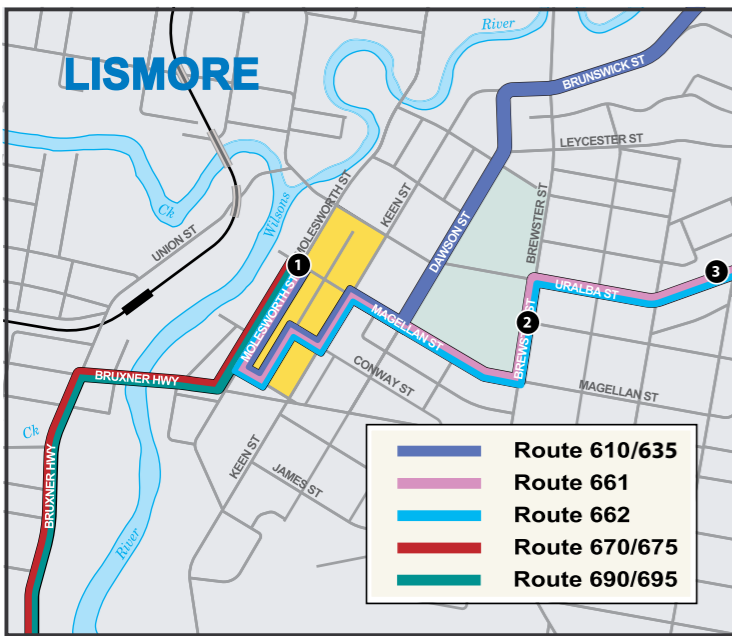 River
LISMORE
BRUNSWICK ST
LEYCESTER ST
Ck
Wilsons
MOLESWORTH ST
KEEN ST
UNION ST
DAWSON ST
BREWSTER ST
1
3
URALBA ST
MOLESWORTH ST
2
MAGELLAN ST
BREWSTER ST
BRUXNER HWY
CONWAY ST
MAGELLAN ST
Ck
KEEN ST
BRUXNER HWY
JAMES ST
River
Route 610/635
Route 661
Route 662
Route 670/675
Route 690/695